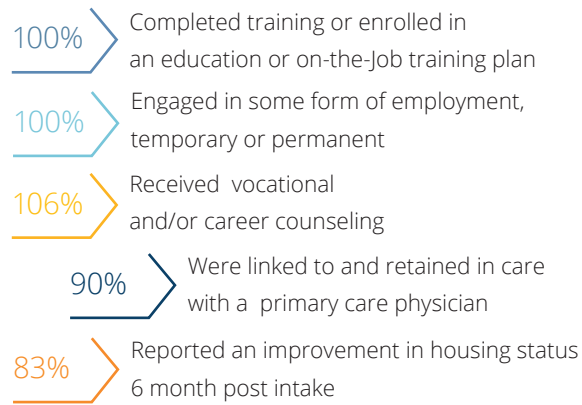 100%
Completed training or enrolled in
an education or on-the-Job training plan
100%
Engaged in some form of employment,
temporary or permanent
106%
Received vocational
and/or career counseling
90%
Were linked to and retained in care
with a primary care physician
83%
Reported an improvement in housing status
6 month post intake